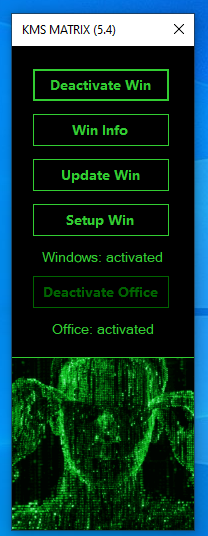 KMS MATRIX (5.4)
Deactivate Win
Win Info
Update Win
Setup Win
Windows: activated
Deactivate Office
Office: activated